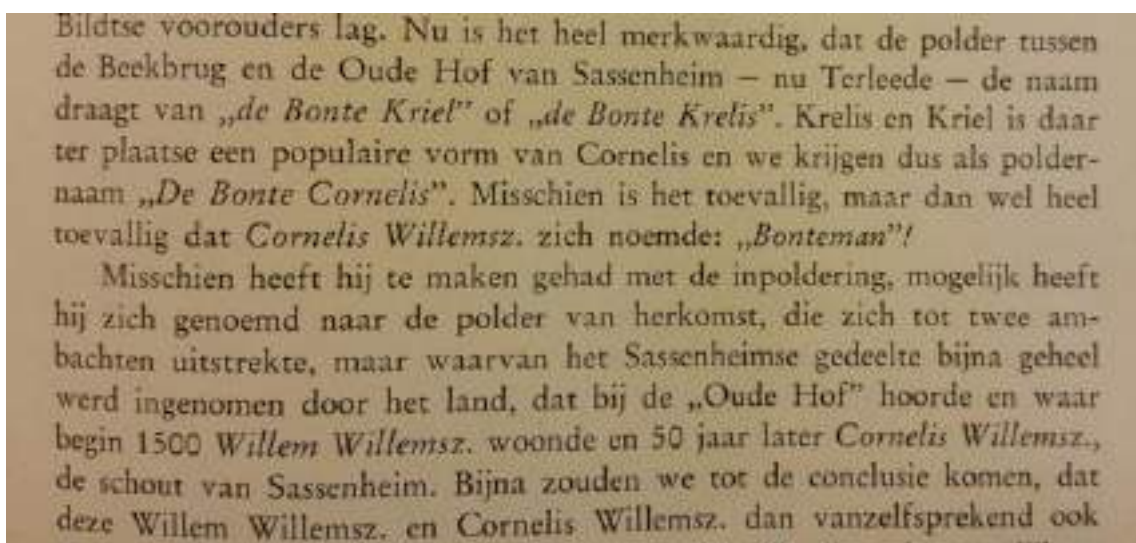 Bildtse voorouders lag. Nu is het heel merkwaardig, dat de polder tussen
de Beekbrug en de Oude Hof van Sassenheim — nu Terleede — de naam
draagt van „de Bonte Kriel” of „de Bonte Krelis”. Krelis en Kriel is daar
ter plaatse een populaire vorm van Cornelis en we krijgen dus als polder-
naam „De Bonte Cornelis”. Misschien is het toevallig, maar dan wel heel
toevallig dat Cornelis Willemsz. zich noemde: „Bonteman”!
Misschien heeft hij te maken gehad met de inpoldering, mogelijk heeft
hij zich genoemd naar de polder van herkomst, die zich tot twee am-
bachten uitstrekte, maar waarvan het Sassenheimse gedeelte bijna geheel
werd ingenomen door het land, dat bij de „Oude Hof” hoorde en waar
begin 1500 Willem Willemsz. woonde en 50 jaar later Cornelis Willemsz.,
de schout van Sassenheim. Bijna zouden we tot de conclusie komen, dat
deze Willem Willemsz. en Cornelis Willemsz. dan vanzelfsprekend ook